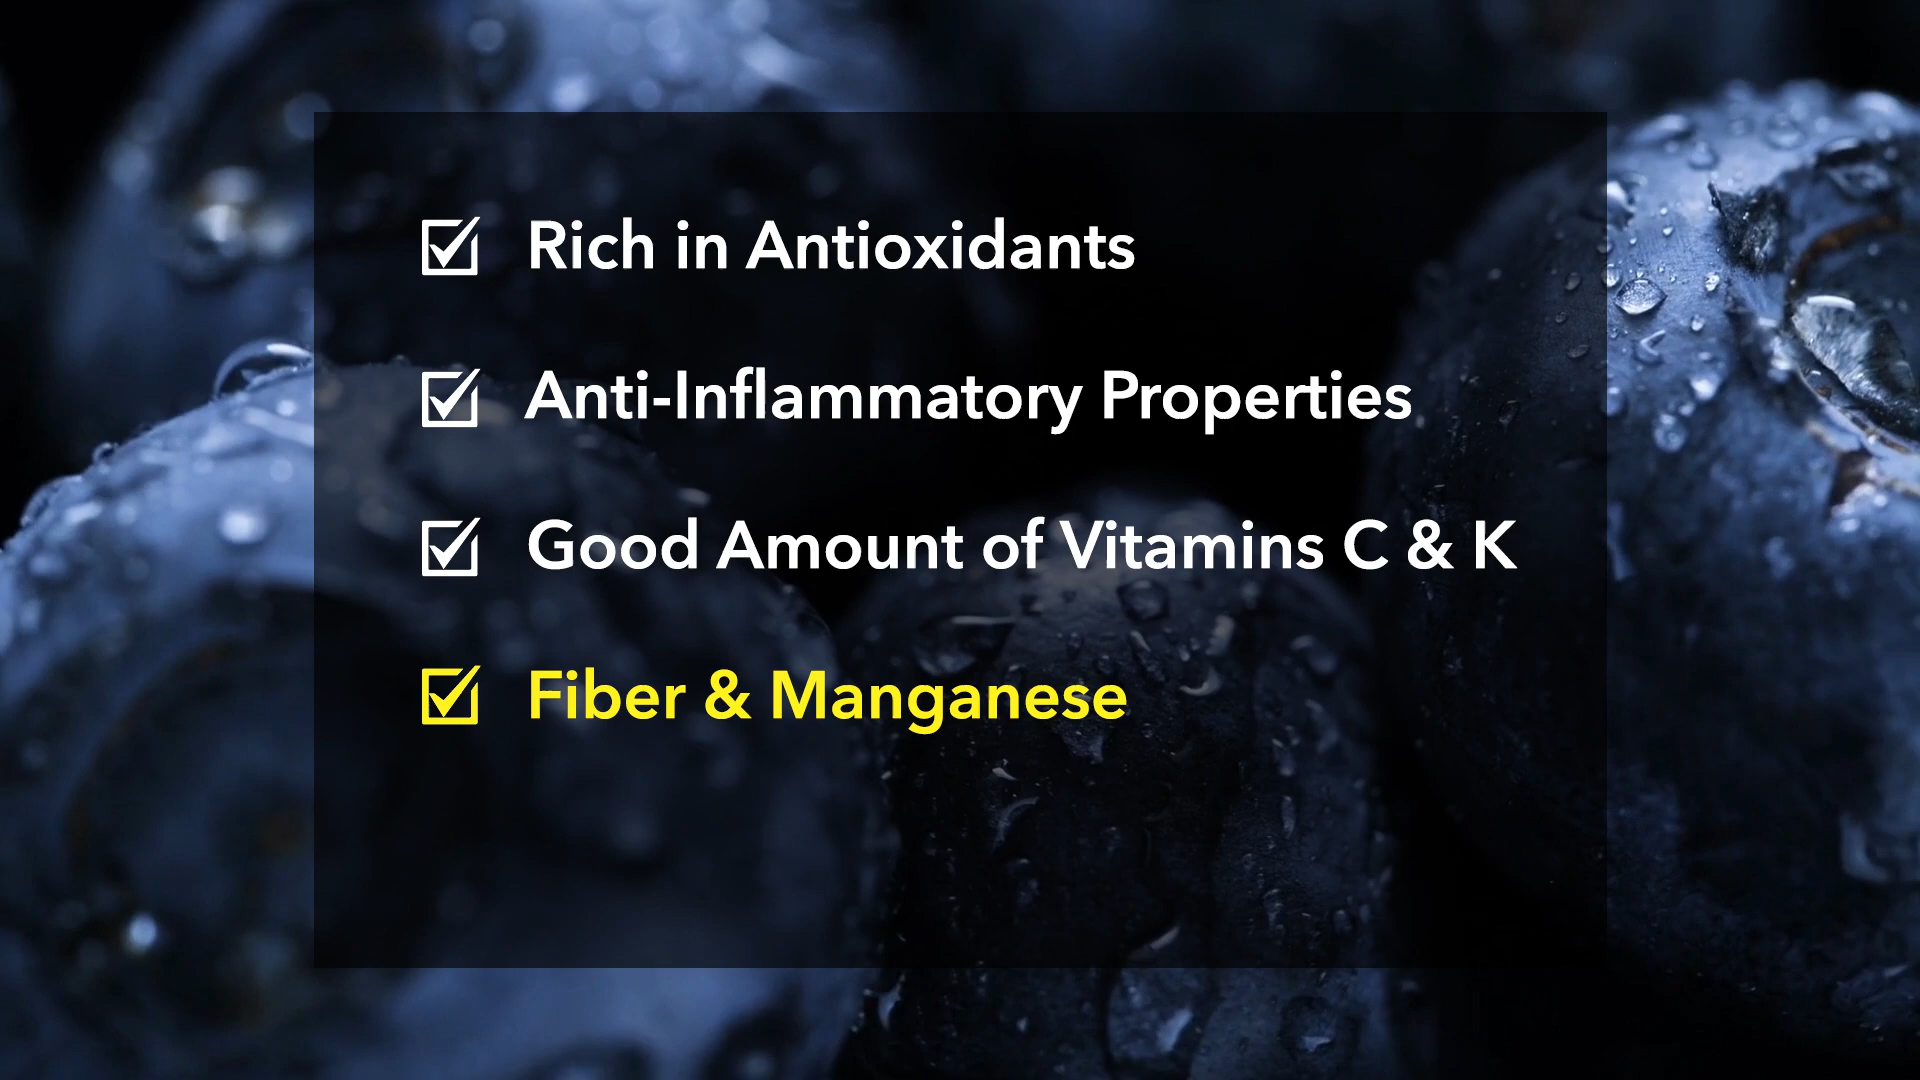 Rich in Antioxidants
Anti-Inflammatory Properties
Good Amount of Vitamins C & K
Fiber & Manganese